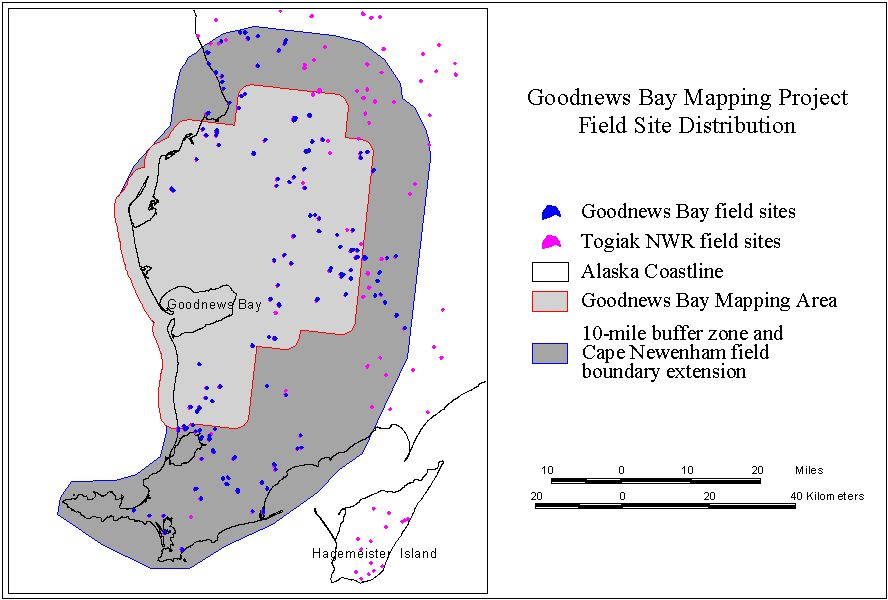 Goodnews Bay Mapping Project
Field Site Distribution
Goodnews Bay field sites
Togiak NWR field sites
Alaska Coastline
Goodnews Bay Mapping Area
10-mile buffer zone and
Cape Newenham field
boundary extension
Goodnews Bay
Hagemeister Island
10 0 10 20 Miles
20 0 20 40 Kilometers